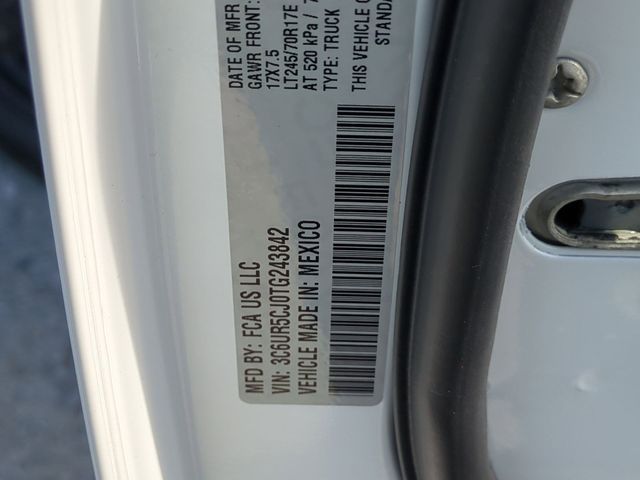 DATE OF MFR
GAWR FRONT:
17X7.5
LT245/70R17E
AT 520 kPa / 7
TYPE: TRUCK
THIS VEHICLE
STANDA
MFD BY: FCA US LLC
VIN: 3C6UR5CJ0TG243842
VEHICLE MADE IN: MEXICO